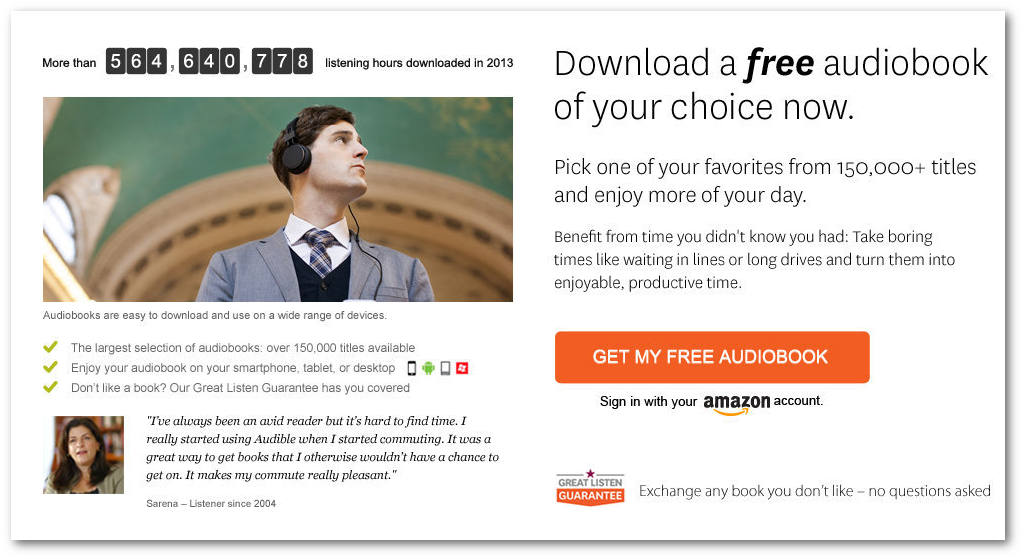 More than 564,640,778 listening hours downloaded in 2013
Audiobooks are easy to download and use on a wide range of devices.
The largest selection of audiobooks: over 150,000 titles available
Enjoy your audiobook on your smartphone, tablet, or desktop
Don't like a book? Our Great Listen Guarantee has you covered
"I've always been an avid reader but it's hard to find time. I
really started using Audible when I started commuting. It was a
great way to get books that I otherwise wouldn't have a chance to
get on. It makes my commute really pleasant."
Sarena – Listener since 2004
Download a free audiobook
of your choice now.
Pick one of your favorites from 150,000+ titles
and enjoy more of your day.
Benefit from time you didn't know you had: Take boring
times like waiting in lines or long drives and turn them into
enjoyable, productive time.
GET MY FREE AUDIOBOOK
Sign in with your amazon account.
GREAT LISTEN
GUARANTEE
Exchange any book you don't like – no questions asked